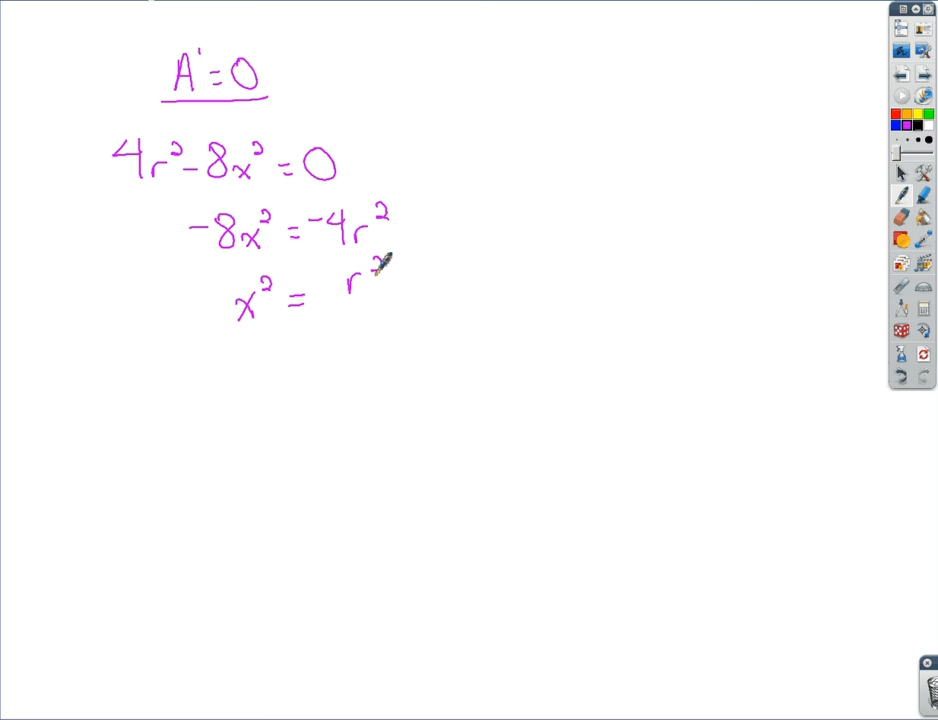 A' = 0
4r² - 8x² = 0
-8x² = -4r²
x² = r²